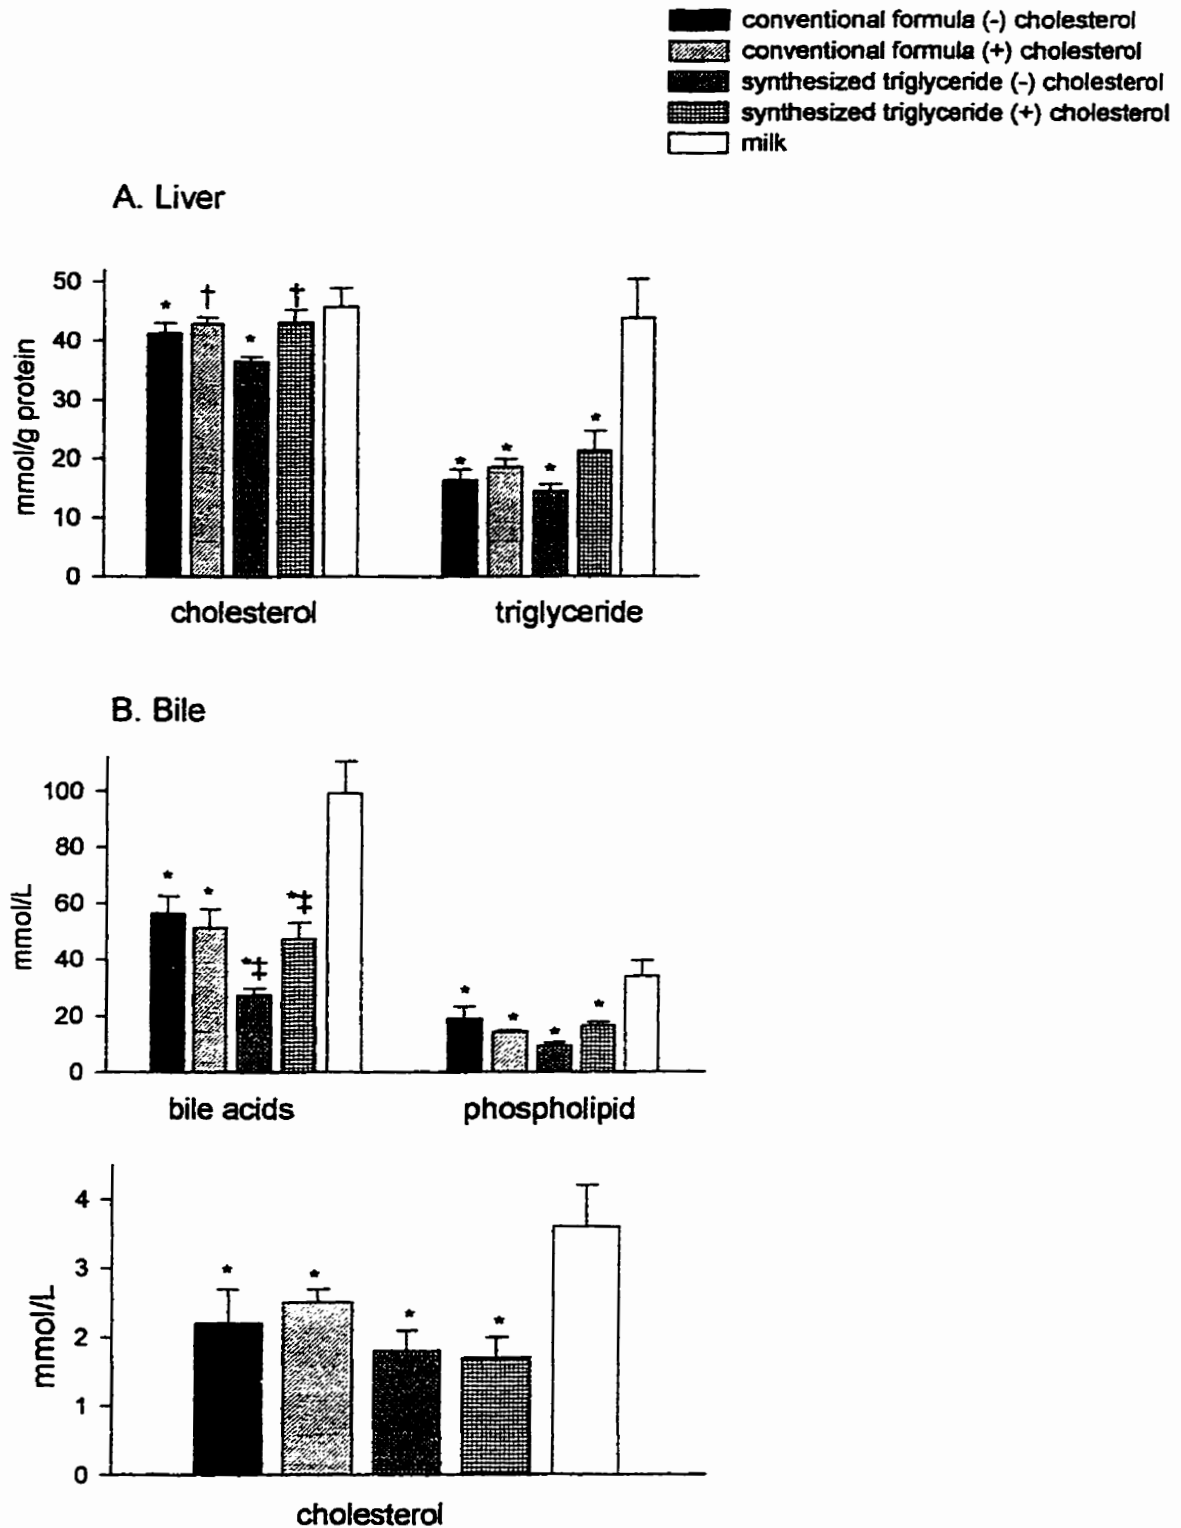 conventional formula (-) cholesterol
conventional formula (+) cholesterol
synthesized triglyceride (-) cholesterol
synthesized triglyceride (+) cholesterol
milk
A. Liver
mmol/g protein
50
40
30
20
10
0
* † * †
* * * *
cholesterol triglyceride
B. Bile
mmol/L
100
80
60
40
20
0
* * *‡ *‡
* * * *
bile acids phospholipid
mmol/L
4
3
2
1
0
* * * *
cholesterol